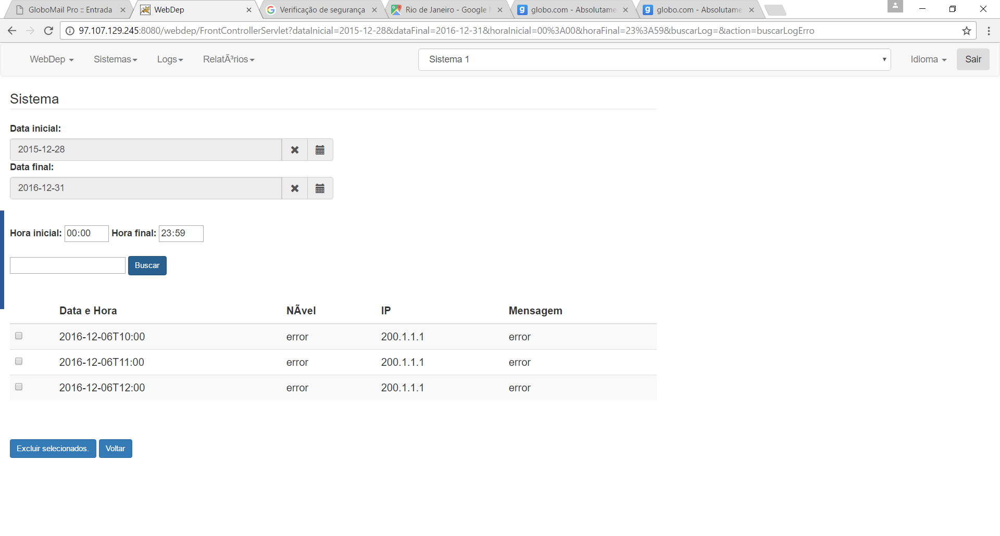 GloboMail Pro :: Entrada
WebDep
Verificação de segurança
Rio de Janeiro - Google
globo.com - Absolutame
globo.com - Absolutame
97.107.129.245:8080/webdep/FrontControllerServlet?dataInicial=2015-12-28&dataFinal=2016-12-31&horaInicial=00%3A00&horaFinal=23%3A59&buscarLog=&action=buscarLogErro
WebDep Sistemas Logs RelatÃ³rios Sistema 1 Idioma Sair
Sistema
Data inicial:
2015-12-28
Data final:
2016-12-31
Hora inicial: 00:00 Hora final: 23:59
Buscar
Data e Hora NÃvel IP Mensagem
2016-12-06T10:00 error 200.1.1.1 error
2016-12-06T11:00 error 200.1.1.1 error
2016-12-06T12:00 error 200.1.1.1 error
Excluir selecionados. Voltar